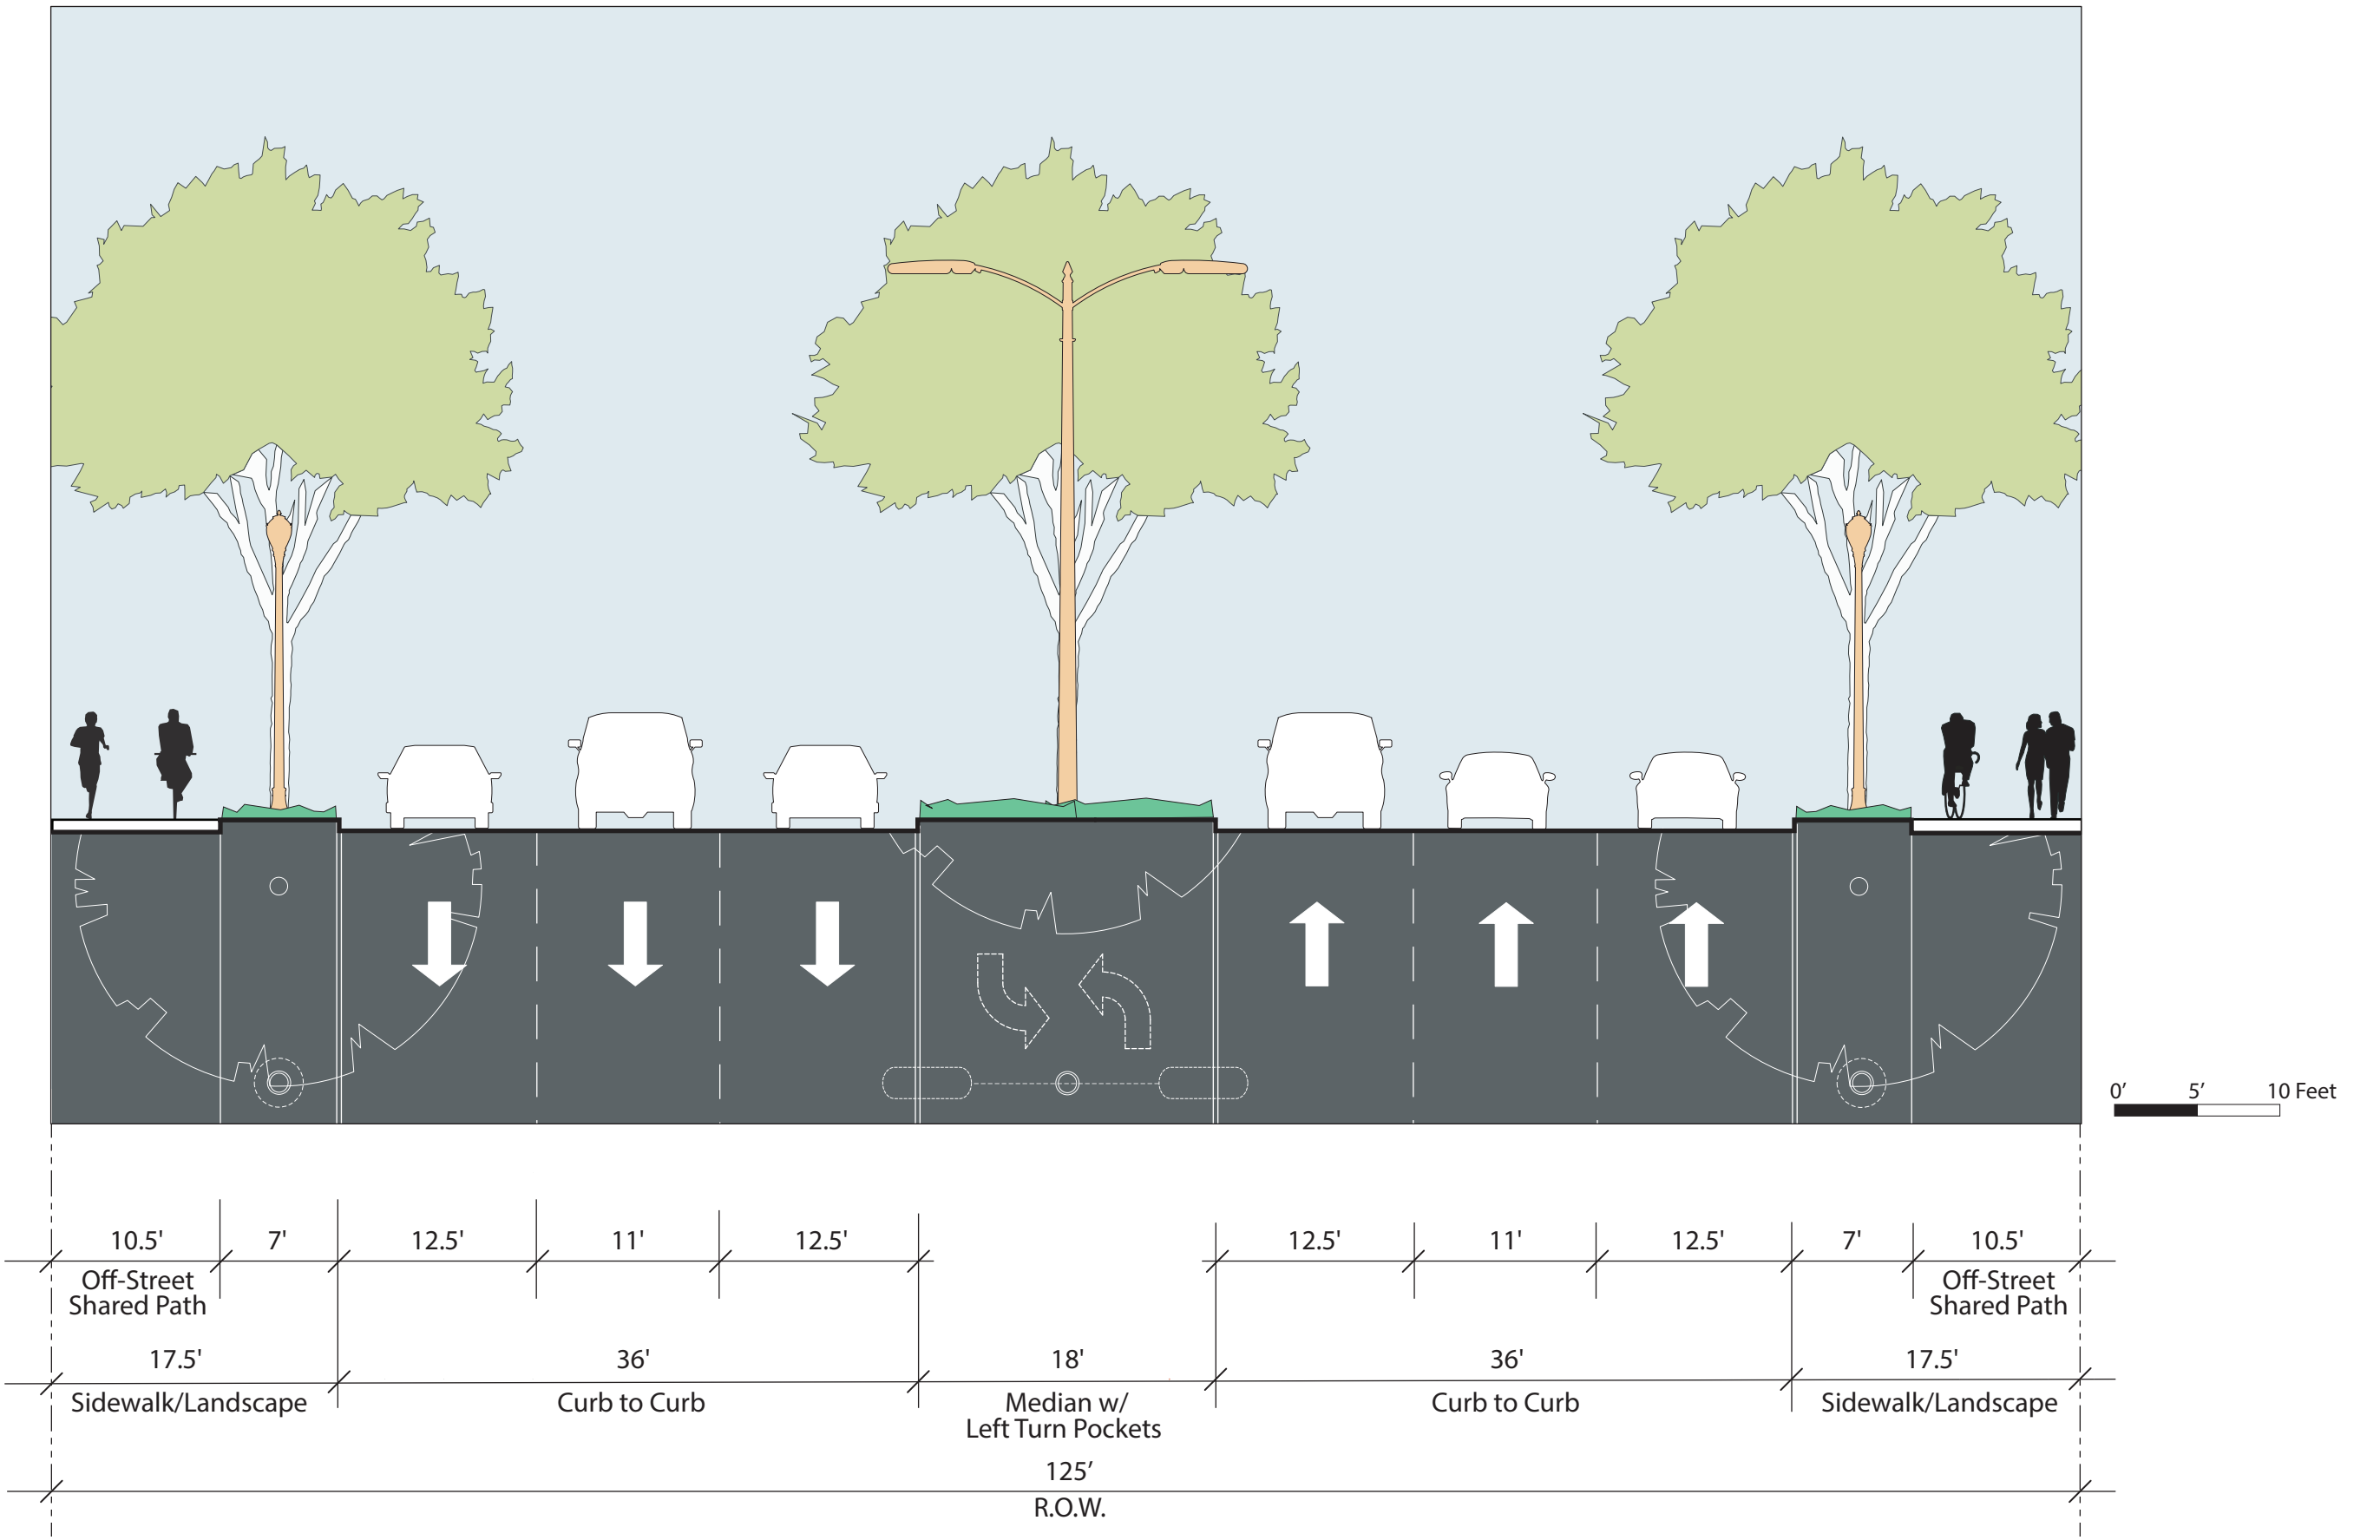 0’ 5’ 10 Feet
10.5' 7' 12.5' 11' 12.5' 12.5' 11' 12.5' 7' 10.5'
Off-Street
Shared Path
Off-Street
Shared Path
17.5' 36' 18' 36' 17.5'
Sidewalk/Landscape Curb to Curb Median w/ Curb to Curb Sidewalk/Landscape
Left Turn Pockets
125’
R.O.W.